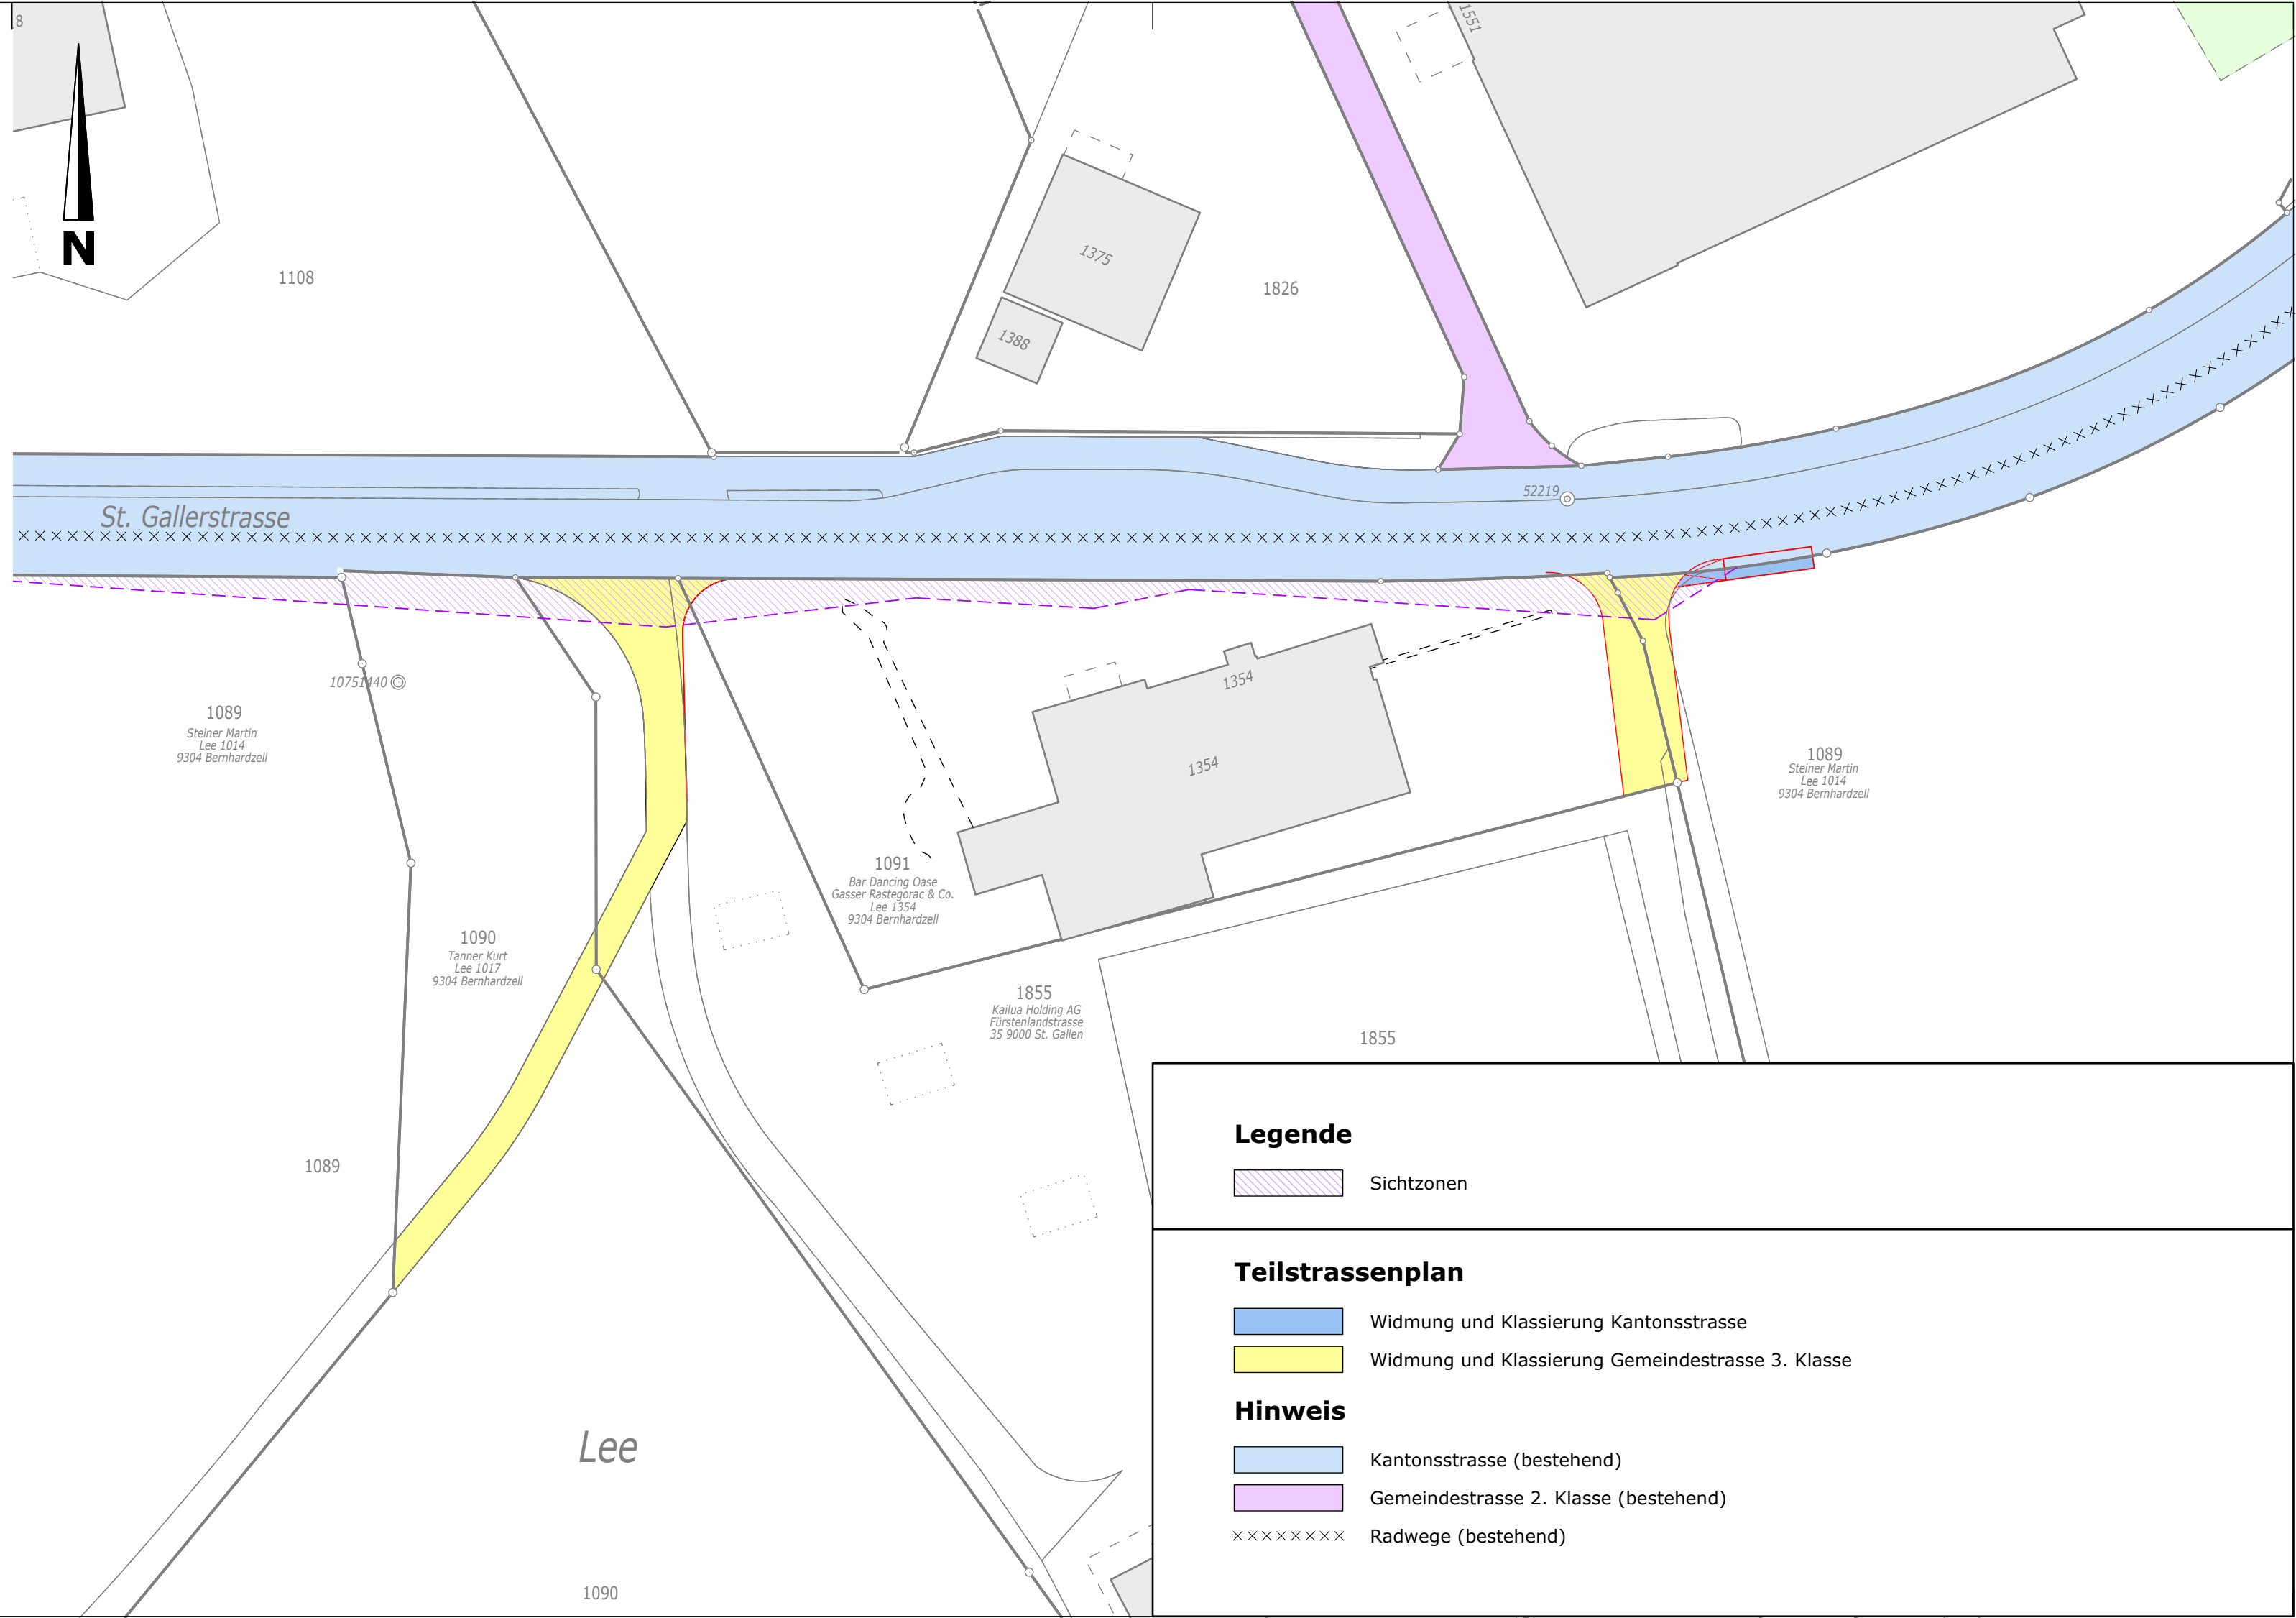 8
1551
N
1108
1375
1826
1388
52219
St. Gallerstrasse
10751440
1354
1089
Steiner Martin
Lee 1014
9304 Bernhardzell
1354
1089
Steiner Martin
Lee 1014
9304 Bernhardzell
1091
Bar Dancing Oase
Gasser Rastegorac & Co.
Lee 1354
9304 Bernhardzell
1090
Tanner Kurt
Lee 1017
9304 Bernhardzell
1855
Kailua Holding AG
Fürstenlandstrasse
35 9000 St. Gallen
1855
1089
Lee
1090
Legende
Sichtzonen
Teilstrassenplan
Widmung und Klassierung Kantonsstrasse
Widmung und Klassierung Gemeindestrasse 3. Klasse
Hinweis
Kantonsstrasse (bestehend)
Gemeindestrasse 2. Klasse (bestehend)
Radwege (bestehend)